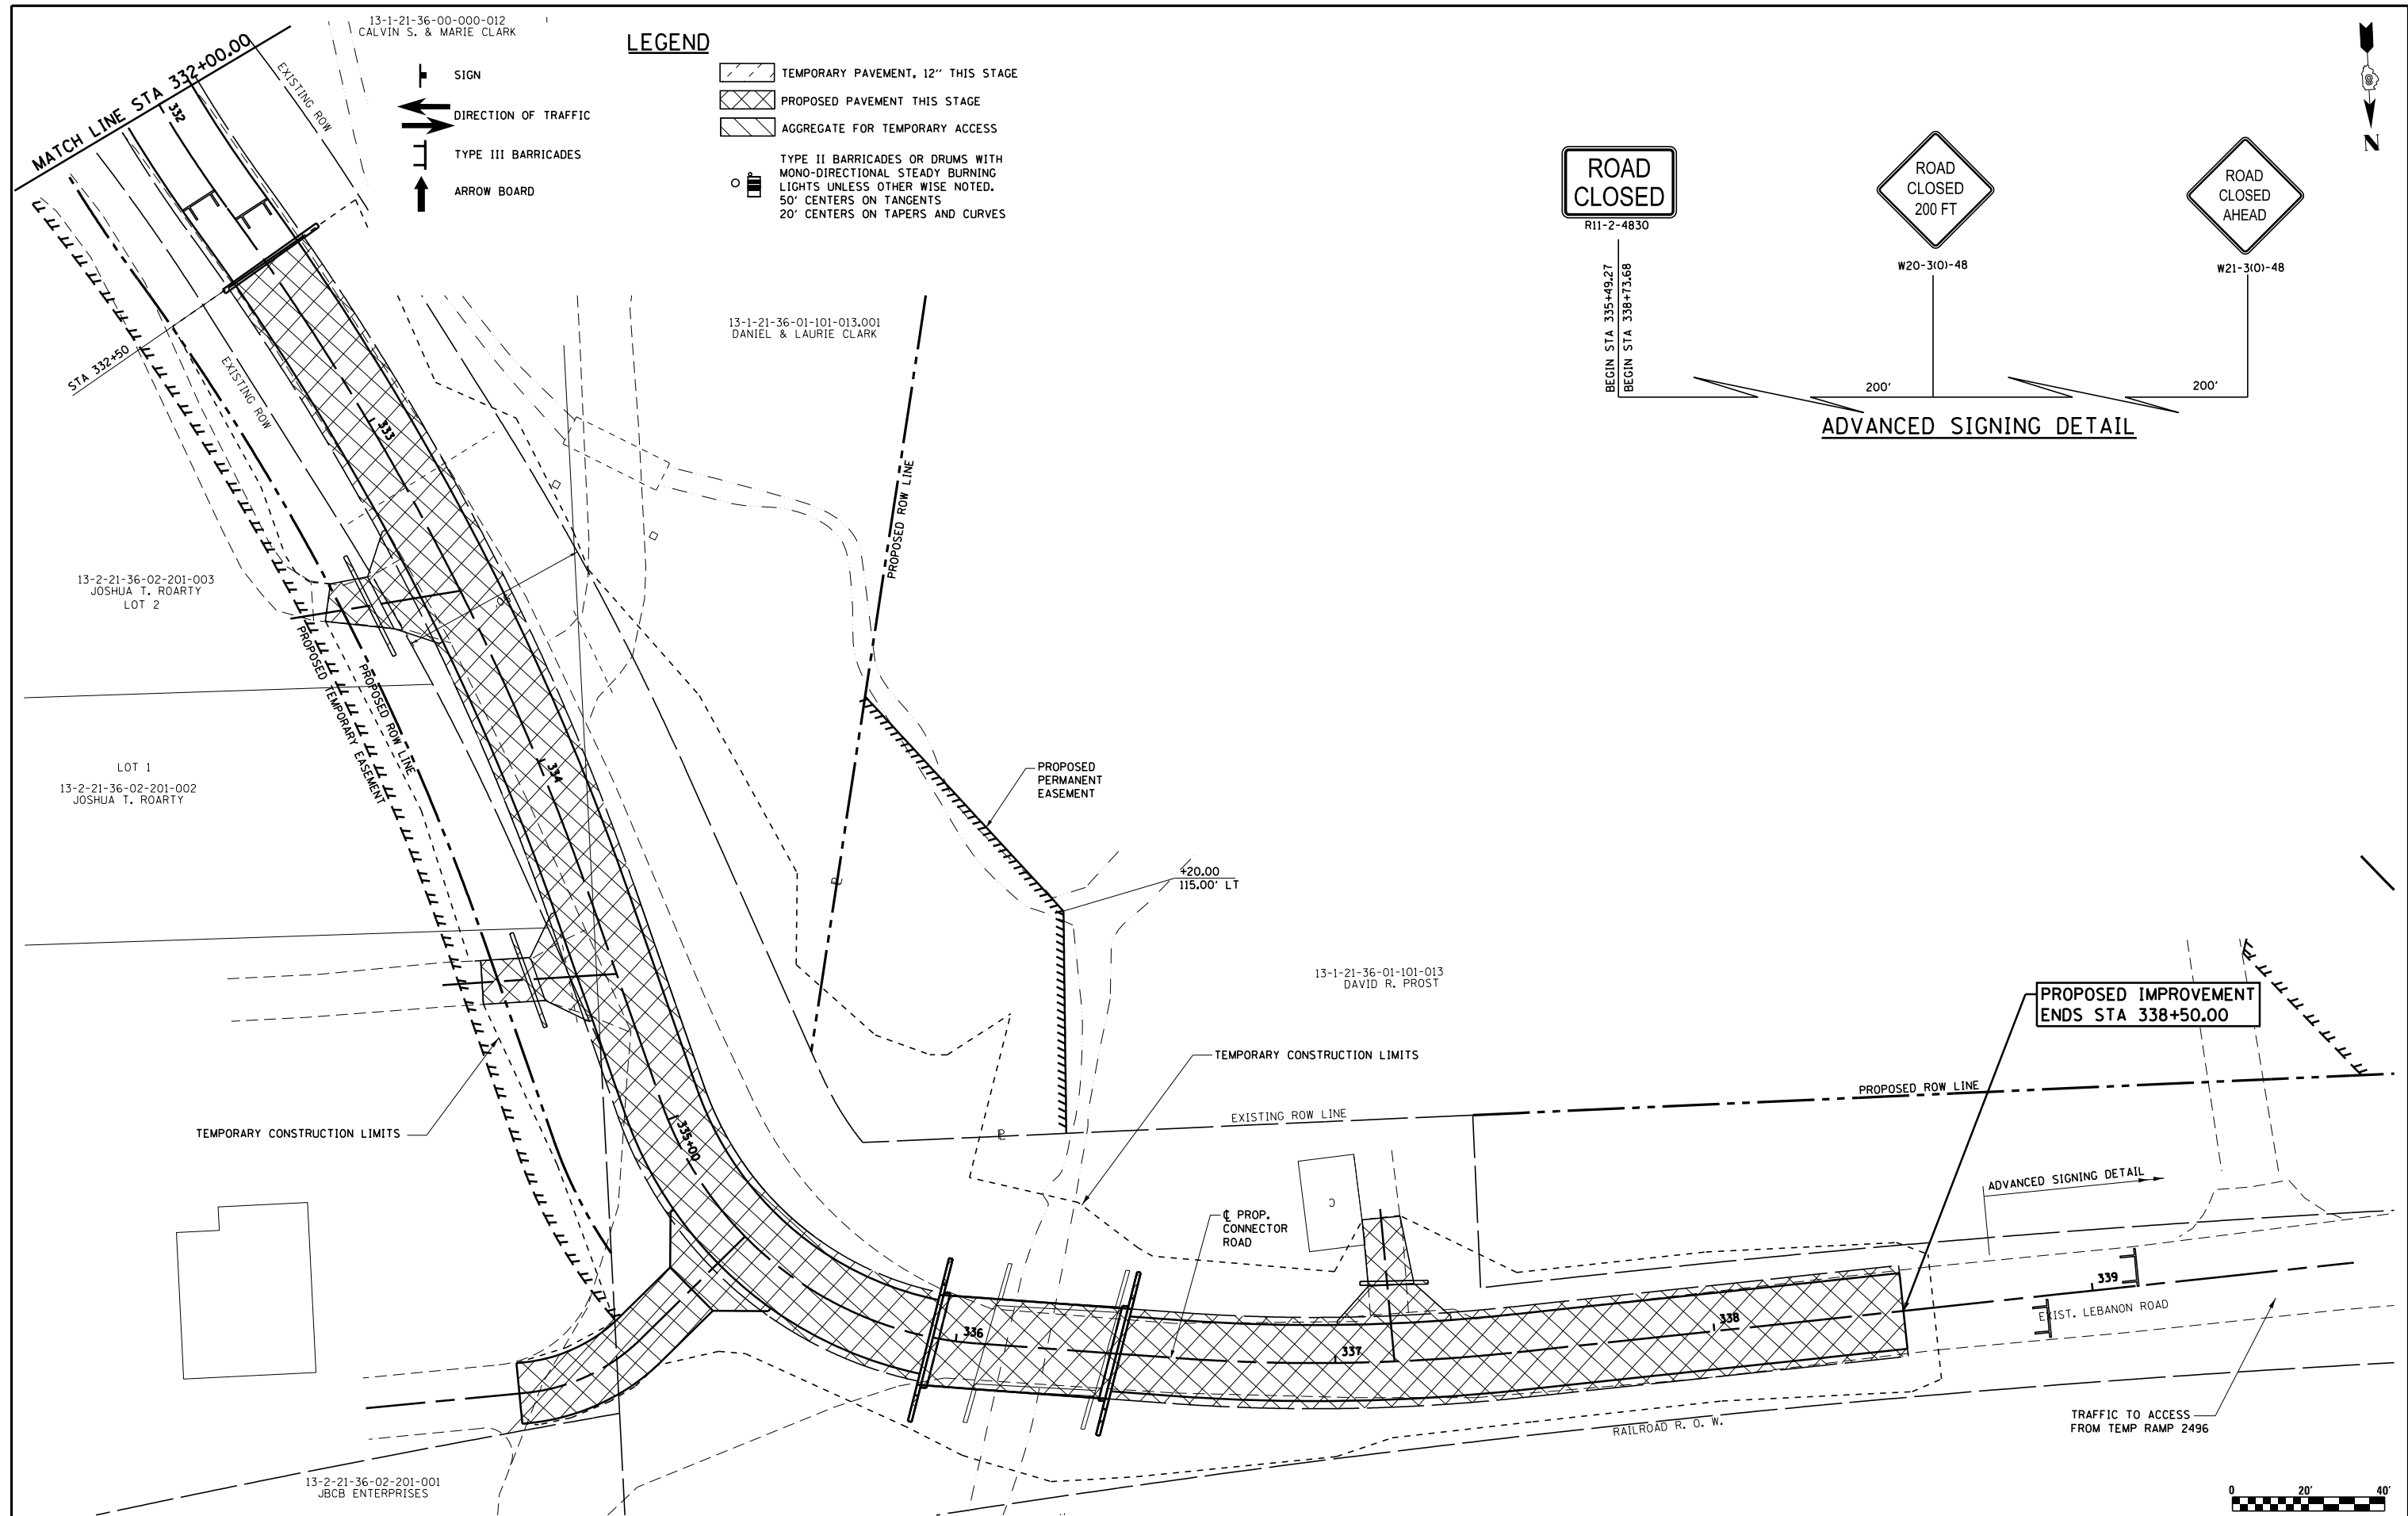 13-1-21-36-00-000-012
CALVIN S. & MARIE CLARK
MATCH LINE STA 332+00.00
EXISTING ROW
332
LEGEND
SIGN
DIRECTION OF TRAFFIC
TYPE III BARRICADES
ARROW BOARD
TEMPORARY PAVEMENT, 12" THIS STAGE
PROPOSED PAVEMENT THIS STAGE
AGGREGATE FOR TEMPORARY ACCESS
TYPE II BARRICADES OR DRUMS WITH
MONO-DIRECTIONAL STEADY BURNING
LIGHTS UNLESS OTHER WISE NOTED.
50' CENTERS ON TANGENTS
20' CENTERS ON TAPERS AND CURVES
N
ROAD
CLOSED
R11-2-4830
ROAD
CLOSED
200 FT
W20-3(O)-48
ROAD
CLOSED
AHEAD
W21-3(O)-48
BEGIN STA 335+49.27
BEGIN STA 338+73.68
200'
200'
ADVANCED SIGNING DETAIL
13-1-21-36-01-101-013.001
DANIEL & LAURIE CLARK
STA 332+50
EXISTING ROW
333
PROPOSED ROW LINE
13-2-21-36-02-201-003
JOSHUA T. ROARTY
LOT 2
PROPOSED TEMPORARY EASEMENT
PROPOSED ROW LINE
LOT 1
13-2-21-36-02-201-002
JOSHUA T. ROARTY
334
PROPOSED
PERMANENT
EASEMENT
+20.00
115.00' LT
13-1-21-36-01-101-013
DAVID R. PROST
PROPOSED IMPROVEMENT
ENDS STA 338+50.00
TEMPORARY CONSTRUCTION LIMITS
PROPOSED ROW LINE
EXISTING ROW LINE
TEMPORARY CONSTRUCTION LIMITS
335+00
ADVANCED SIGNING DETAIL
℄ PROP.
CONNECTOR
ROAD
336
337
338
339
EXIST. LEBANON ROAD
RAILROAD R. O. W.
TRAFFIC TO ACCESS
FROM TEMP RAMP 2496
13-2-21-36-02-201-001
JBCB ENTERPRISES
0 20' 40'